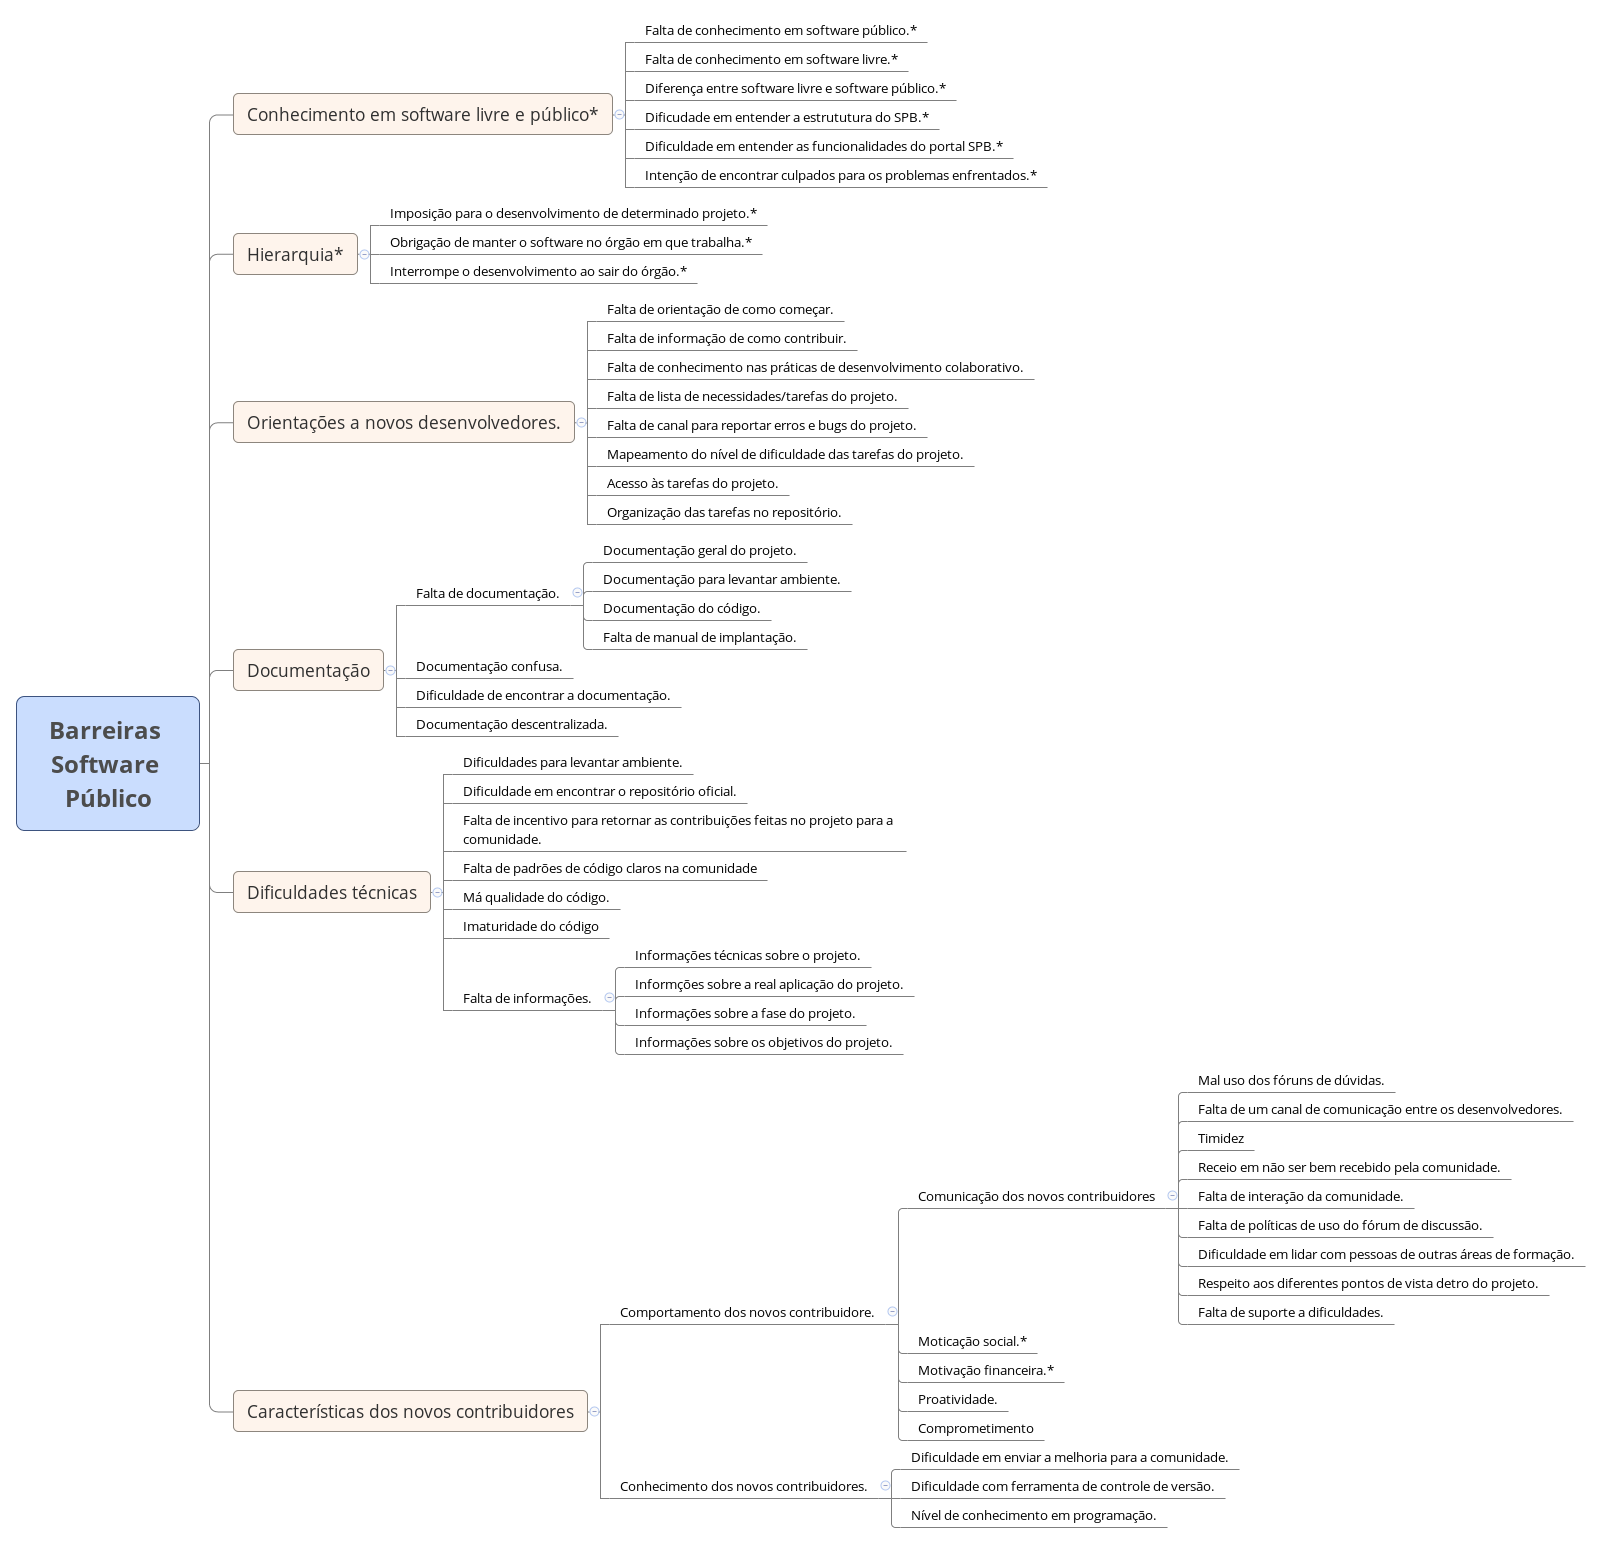 Barreiras
Software
Público
Conhecimento em software livre e público*
Falta de conhecimento em software público.*
Falta de conhecimento em software livre.*
Diferença entre software livre e software público.*
Dificudade em entender a estrututura do SPB.*
Dificuldade em entender as funcionalidades do portal SPB.*
Intenção de encontrar culpados para os problemas enfrentados.*
Hierarquia*
Imposição para o desenvolvimento de determinado projeto.*
Obrigação de manter o software no órgão em que trabalha.*
Interrompe o desenvolvimento ao sair do órgão.*
Orientações a novos desenvolvedores.
Falta de orientação de como começar.
Falta de informação de como contribuir.
Falta de conhecimento nas práticas de desenvolvimento colaborativo.
Falta de lista de necessidades/tarefas do projeto.
Falta de canal para reportar erros e bugs do projeto.
Mapeamento do nível de dificuldade das tarefas do projeto.
Acesso às tarefas do projeto.
Organização das tarefas no repositório.
Documentação
Falta de documentação.
Documentação geral do projeto.
Documentação para levantar ambiente.
Documentação do código.
Falta de manual de implantação.
Documentação confusa.
Dificuldade de encontrar a documentação.
Documentação descentralizada.
Dificuldades técnicas
Dificuldades para levantar ambiente.
Dificuldade em encontrar o repositório oficial.
Falta de incentivo para retornar as contribuições feitas no projeto para a
comunidade.
Falta de padrões de código claros na comunidade
Má qualidade do código.
Imaturidade do código
Falta de informações.
Informações técnicas sobre o projeto.
Informções sobre a real aplicação do projeto.
Informações sobre a fase do projeto.
Informações sobre os objetivos do projeto.
Características dos novos contribuidores
Comportamento dos novos contribuidore.
Comunicação dos novos contribuidores
Mal uso dos fóruns de dúvidas.
Falta de um canal de comunicação entre os desenvolvedores.
Timidez
Receio em não ser bem recebido pela comunidade.
Falta de interação da comunidade.
Falta de políticas de uso do fórum de discussão.
Dificuldade em lidar com pessoas de outras áreas de formação.
Respeito aos diferentes pontos de vista detro do projeto.
Falta de suporte a dificuldades.
Moticação social.*
Motivação financeira.*
Proatividade.
Comprometimento
Conhecimento dos novos contribuidores.
Dificuldade em enviar a melhoria para a comunidade.
Dificuldade com ferramenta de controle de versão.
Nível de conhecimento em programação.